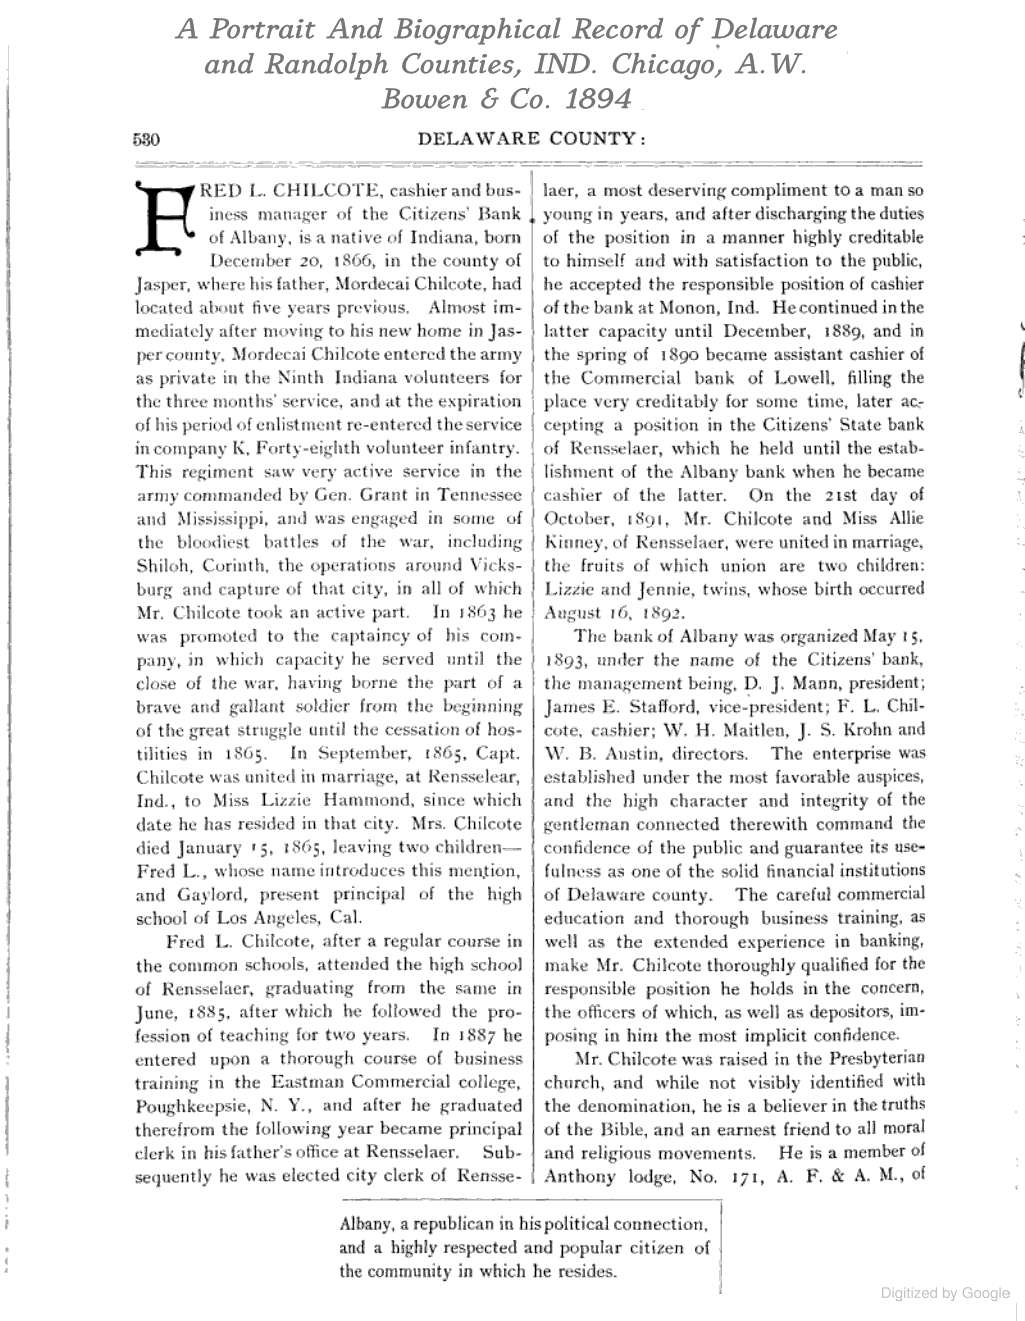 A Portrait And Biographical Record of Delaware
and Randolph Counties, IND. Chicago, A.W.
Bowen & Co. 1894
530
DELAWARE COUNTY:
FRED L. CHILCOTE, cashier and bus-
iness manager of the Citizens' Bank
of Albany, is a native of Indiana, born
December 20, 1866, in the county of
Jasper, where his father, Mordecai Chilcote, had
located about five years previous. Almost im-
mediately after moving to his new home in Jas-
per county, Mordecai Chilcote entered the army
as private in the Ninth Indiana volunteers for
the three months' service, and at the expiration
of his period of enlistment re-entered the service
in company K, Forty-eighth volunteer infantry.
This regiment saw very active service in the
army commanded by Gen. Grant in Tennessee
and Mississippi, and was engaged in some of
the bloodiest battles of the war, including
Shiloh, Corinth, the operations around Vicks-
burg and capture of that city, in all of which
Mr. Chilcote took an active part. In 1863 he
was promoted to the captaincy of his com-
pany, in which capacity he served until the
close of the war, having borne the part of a
brave and gallant soldier from the beginning
of the great struggle until the cessation of hos-
tilities in 1865. In September, 1865, Capt.
Chilcote was united in marriage, at Rensselear,
Ind., to Miss Lizzie Hammond, since which
date he has resided in that city. Mrs. Chilcote
died January 15, 1865, leaving two children—
Fred L., whose name introduces this mention,
and Gaylord, present principal of the high
school of Los Angeles, Cal.
Fred L. Chilcote, after a regular course in
the common schools, attended the high school
of Rensselaer, graduating from the same in
June, 1885, after which he followed the pro-
fession of teaching for two years. In 1887 he
entered upon a thorough course of business
training in the Eastman Commercial college,
Poughkeepsie, N. Y., and after he graduated
therefrom the following year became principal
clerk in his father's office at Rensselaer. Sub-
sequently he was elected city clerk of Rensse-
laer, a most deserving compliment to a man so
young in years, and after discharging the duties
of the position in a manner highly creditable
to himself and with satisfaction to the public,
he accepted the responsible position of cashier
of the bank at Monon, Ind. He continued in the
latter capacity until December, 1889, and in
the spring of 1890 became assistant cashier of
the Commercial bank of Lowell, filling the
place very creditably for some time, later ac-
cepting a position in the Citizens' State bank
of Rensselaer, which he held until the estab-
lishment of the Albany bank when he became
cashier of the latter. On the 21st day of
October, 1891, Mr. Chilcote and Miss Allie
Kinney, of Rensselaer, were united in marriage,
the fruits of which union are two children:
Lizzie and Jennie, twins, whose birth occurred
August 16, 1892.
The bank of Albany was organized May 15,
1893, under the name of the Citizens' bank,
the management being, D. J. Mann, president;
James E. Stafford, vice-president; F. L. Chil-
cote, cashier; W. H. Maitlen, J. S. Krohn and
W. B. Austin, directors. The enterprise was
established under the most favorable auspices,
and the high character and integrity of the
gentleman connected therewith command the
confidence of the public and guarantee its use-
fulness as one of the solid financial institutions
of Delaware county. The careful commercial
education and thorough business training, as
well as the extended experience in banking,
make Mr. Chilcote thoroughly qualified for the
responsible position he holds in the concern,
the officers of which, as well as depositors, im-
posing in him the most implicit confidence.
Mr. Chilcote was raised in the Presbyterian
church, and while not visibly identified with
the denomination, he is a believer in the truths
of the Bible, and an earnest friend to all moral
and religious movements. He is a member of
Anthony lodge, No. 171, A. F. & A. M., of
Albany, a republican in his political connection,
and a highly respected and popular citizen of
the community in which he resides.
Digitized by Google